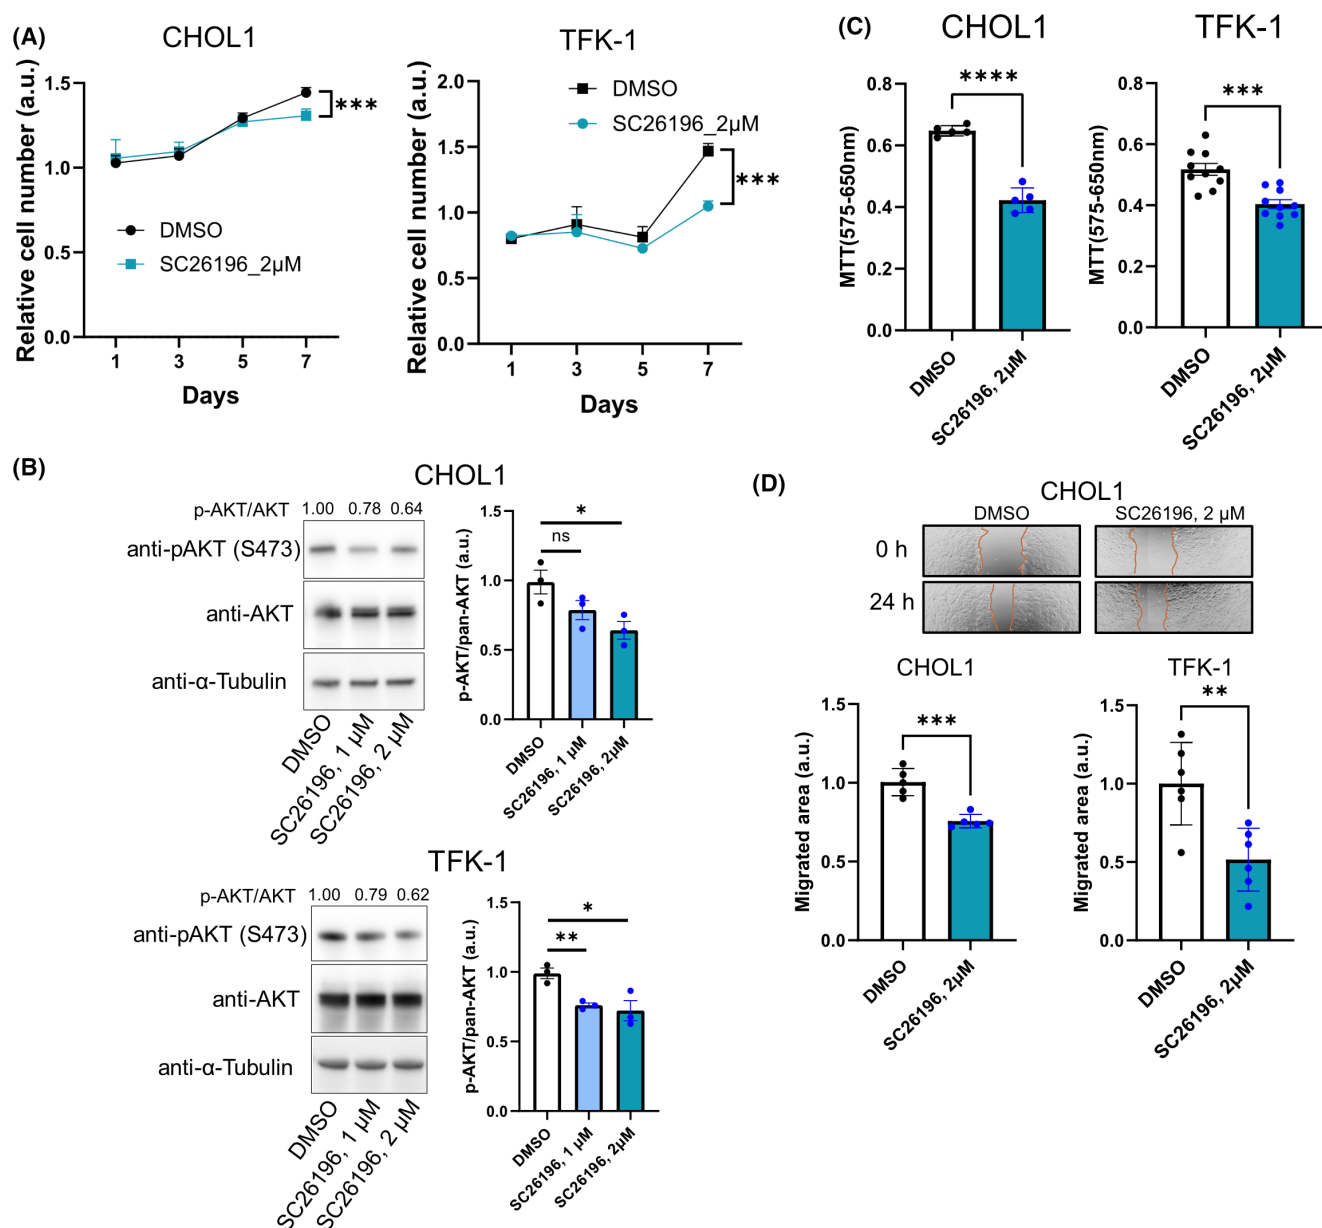 (A)
CHOL1
Relative cell number (a.u.)
1.5
1.0
0.5
0.0
***
DMSO
SC26196_2μM
1 3 5 7
Days
TFK-1
Relative cell number (a.u.)
2.0
1.5
1.0
0.5
0.0
DMSO
SC26196_2μM
***
1 3 5 7
Days
(B)
CHOL1
p-AKT/AKT 1.00 0.78 0.64
anti-pAKT (S473)
anti-AKT
anti-α-Tubulin
DMSO
SC26196, 1 μM
SC26196, 2 μM
p-AKT/pan-AKT (a.u.)
1.5
1.0
0.5
0.0
*
ns
DMSO
SC26196, 1 μM
SC26196, 2μM
TFK-1
p-AKT/AKT 1.00 0.79 0.62
anti-pAKT (S473)
anti-AKT
anti-α-Tubulin
DMSO
SC26196, 1 μM
SC26196, 2 μM
p-AKT/pan-AKT (a.u.)
1.5
1.0
0.5
0.0
*
**
DMSO
SC26196, 1 μM
SC26196, 2μM
(C)
CHOL1
MTT(575-650nm)
0.8
0.6
0.4
0.2
0.0
****
DMSO
SC26196, 2μM
TFK-1
MTT(575-650nm)
0.8
0.6
0.4
0.2
0.0
***
DMSO
SC26196, 2μM
(D)
CHOL1
DMSO SC26196, 2 μM
0 h
24 h
CHOL1
Migrated area (a.u.)
1.5
1.0
0.5
0.0
***
DMSO
SC26196, 2μM
TFK-1
Migrated area (a.u.)
1.5
1.0
0.5
0.0
**
DMSO
SC26196, 2μM